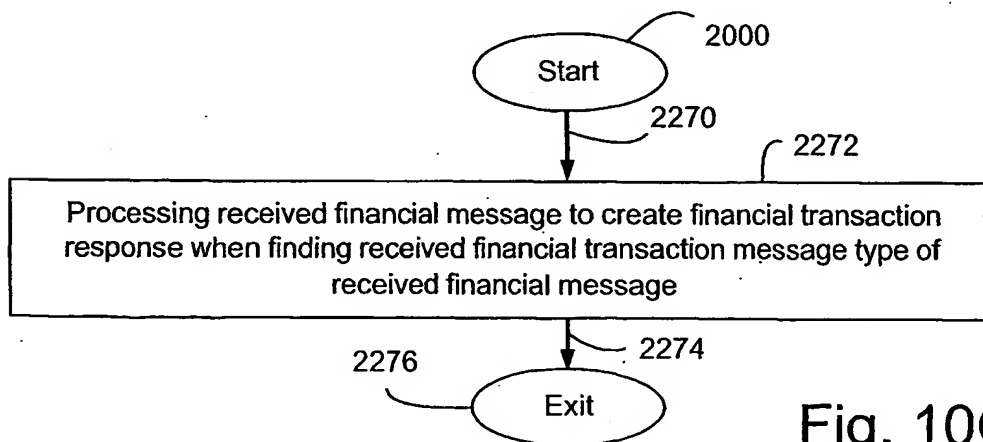 2000
Start
2270
2272
Processing received financial message to create financial transaction
response when finding received financial transaction message type of
received financial message
2276
2274
Exit
Fig.